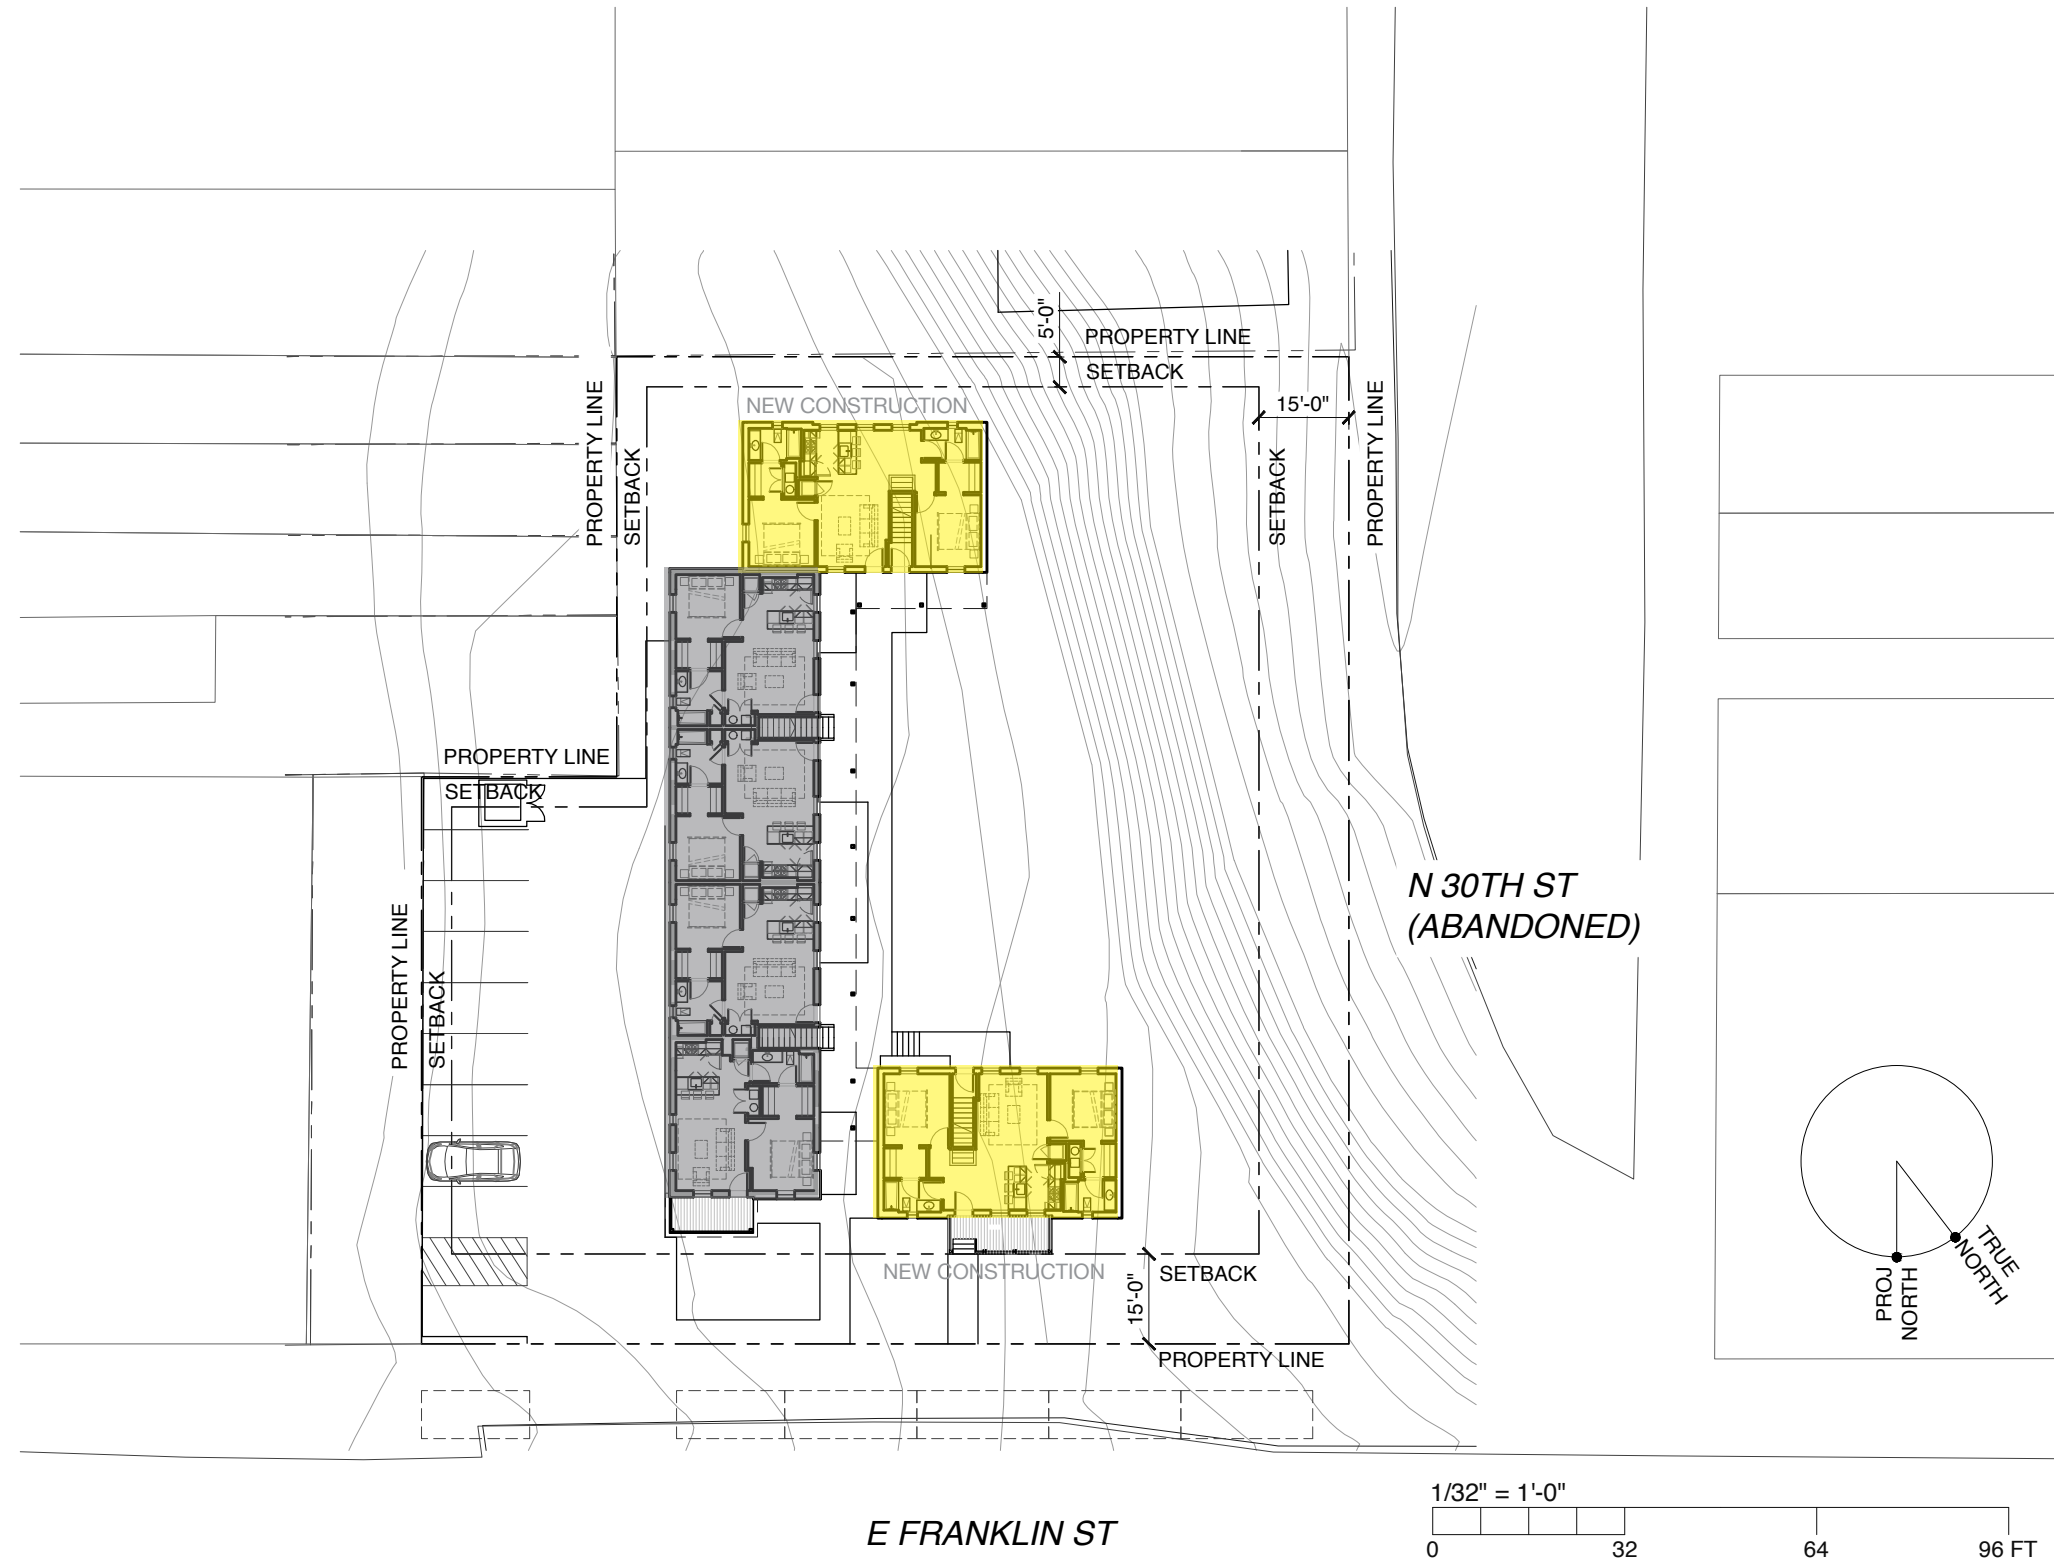 5'-0"
PROPERTY LINE
SETBACK
NEW CONSTRUCTION
15'-0"
PROPERTY LINE
SETBACK
SETBACK
PROPERTY LINE
PROPERTY LINE
SETBACK
N 30TH ST
(ABANDONED)
PROPERTY LINE
SETBACK
NEW CONSTRUCTION
SETBACK
15'-0"
PROPERTY LINE
PROJ
NORTH
TRUE
NORTH
E FRANKLIN ST
1/32" = 1'-0"
0 32 64 96 FT